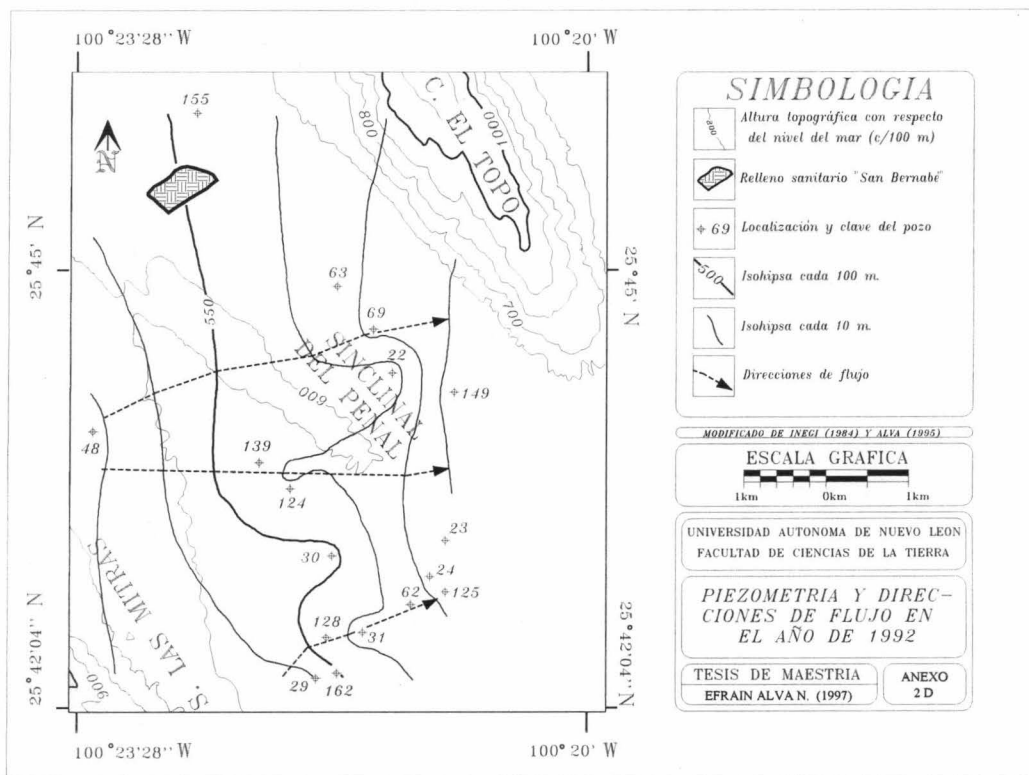 100°23'28'' W
100°20' W
155
N
800
C. EL TOPO
1000
25°45' N
25°45' N
63
69
700
550
SINCLINAL
DEL PENAL
22
600
149
48
139
124
23
30
24
125
62
128
31
29
162
S. LAS MITRAS
900
25°42'04'' N
25°42'04'' N
100°23'28'' W
100°20' W
SIMBOLOGIA
800
Altura topográfica con respecto
del nivel del mar (c/100 m)
Relleno sanitario "San Bernabé"
69
Localización y clave del pozo
500
Isohipsa cada 100 m.
Isohipsa cada 10 m.
Direcciones de flujo
MODIFICADO DE INEGI (1984) Y ALVA (1995)
ESCALA GRAFICA
1km 0km 1km
UNIVERSIDAD AUTONOMA DE NUEVO LEON
FACULTAD DE CIENCIAS DE LA TIERRA
PIEZOMETRIA Y DIREC-
CIONES DE FLUJO EN
EL AÑO DE 1992
TESIS DE MAESTRIA
EFRAIN ALVA N. (1997)
ANEXO
2 D